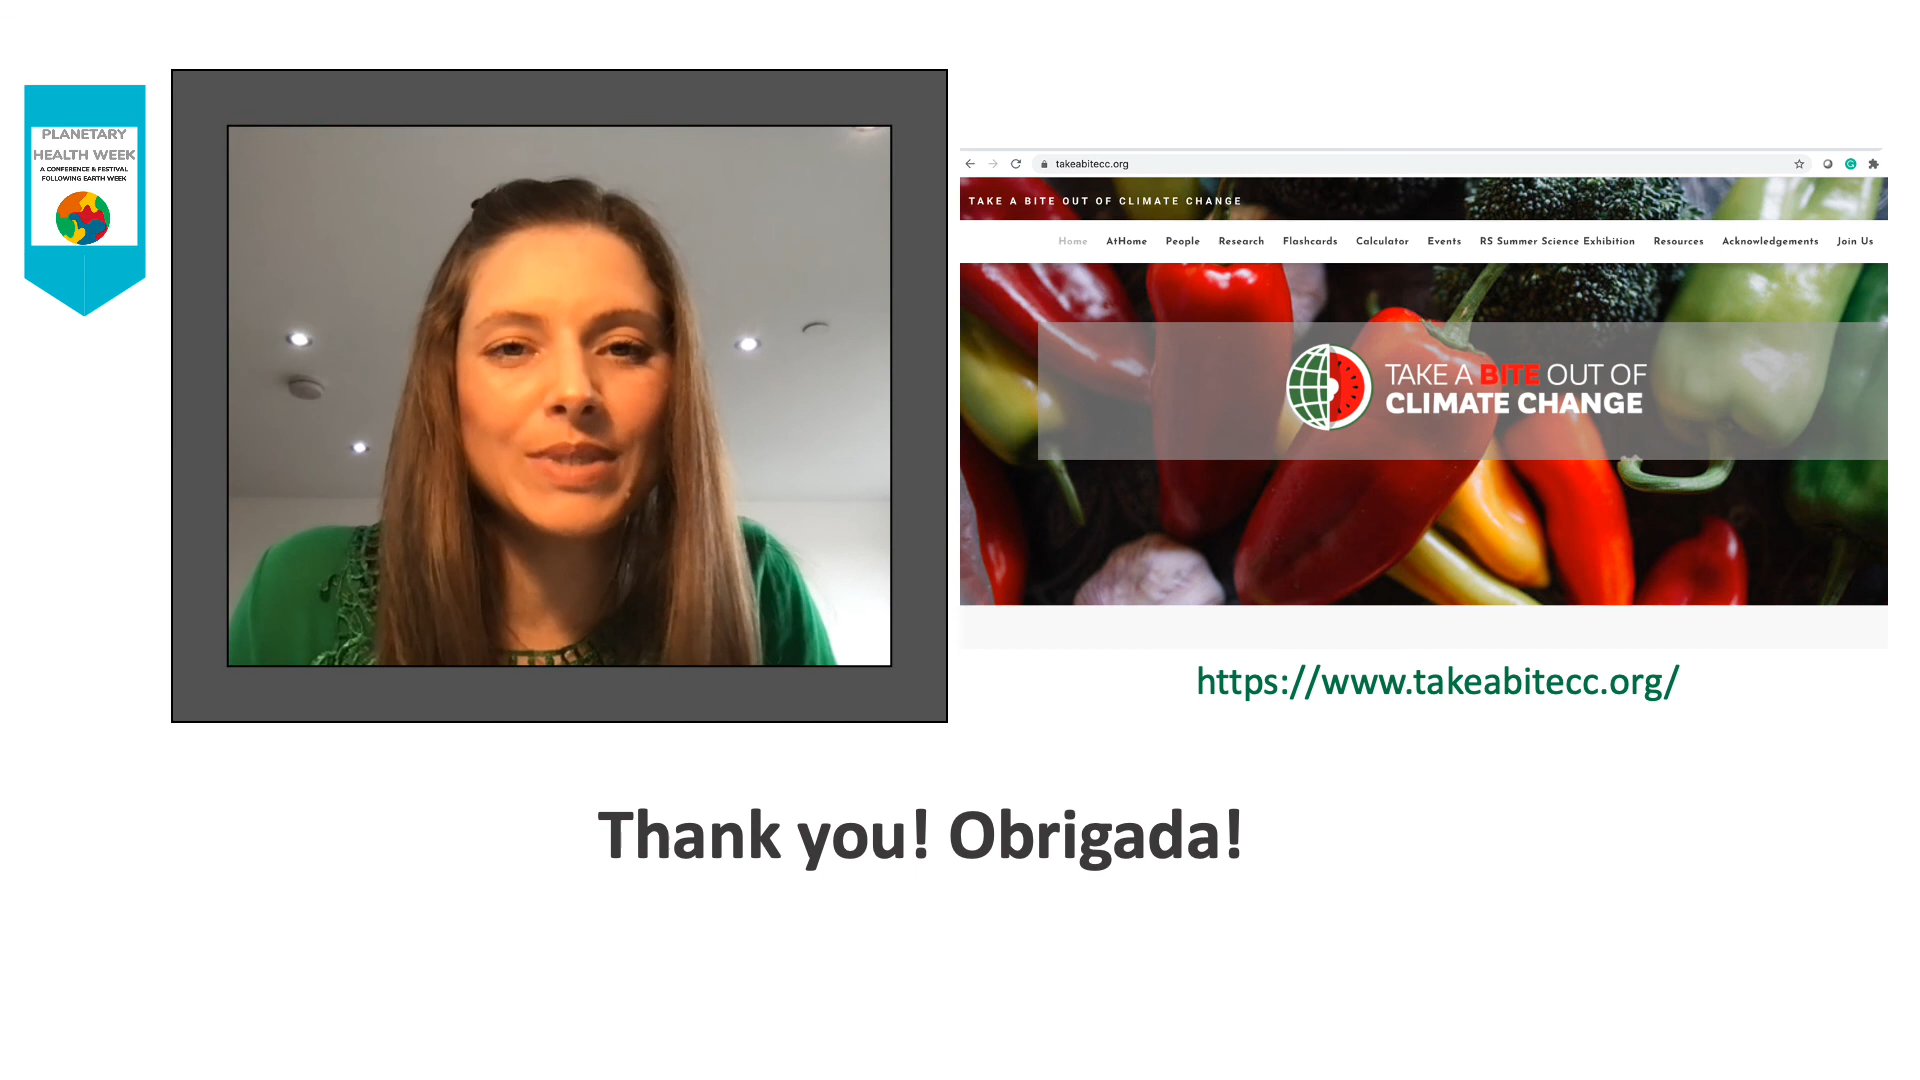 PLANETARY
HEALTH WEEK
A CONFERENCE & FESTIVAL
FOLLOWING EARTH WEEK
takeabitecc.org
TAKE A BITE OUT OF CLIMATE CHANGE
Home AtHome People Research Flashcards Calculator Events RS Summer Science Exhibition Resources Acknowledgements Join Us
TAKE A BITE OUT OF
CLIMATE CHANGE
https://www.takeabitecc.org/
Thank you! Obrigada!